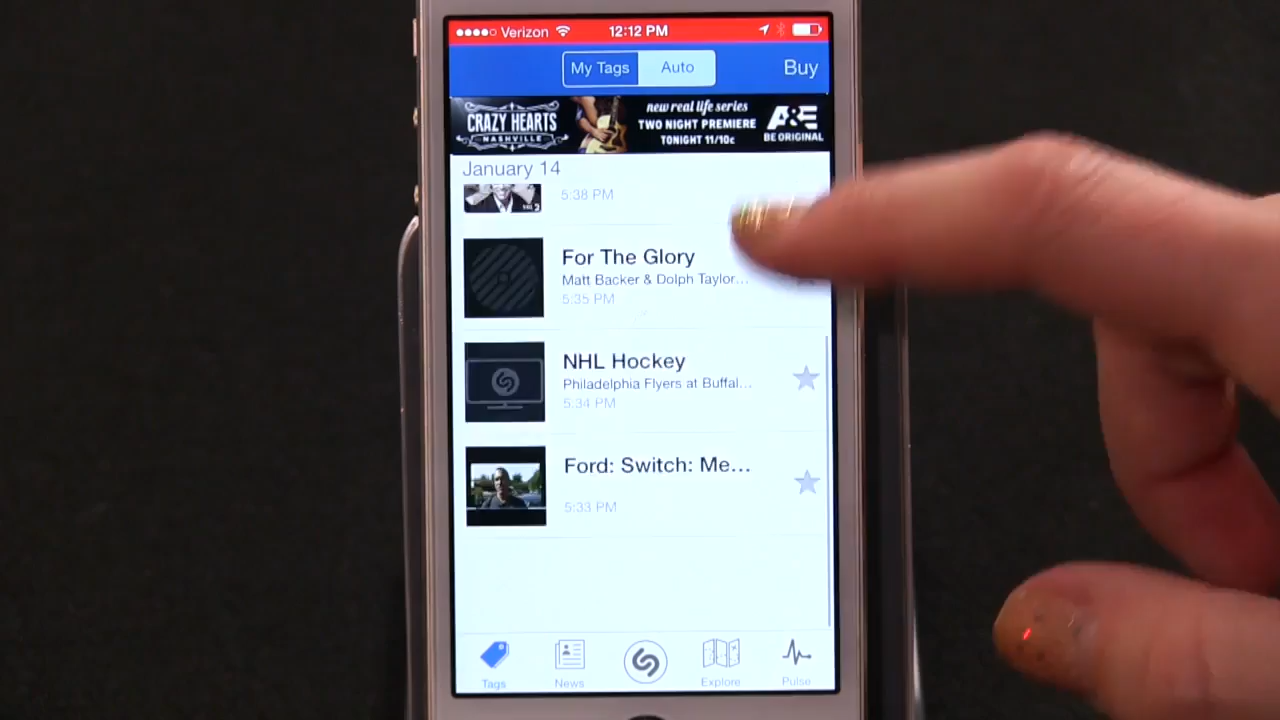 Verizon 12:12 PM
My Tags Auto Buy
CRAZY HEARTS
NASHVILLE
new real life series
TWO NIGHT PREMIERE
TONIGHT 11/10c
A&E
BE ORIGINAL
January 14
5:38 PM
For The Glory
Matt Backer & Dolph Taylor...
5:35 PM
NHL Hockey
Philadelphia Flyers at Buffal...
5:34 PM
Ford: Switch: Me...
5:33 PM
Tags News Explore Pulse